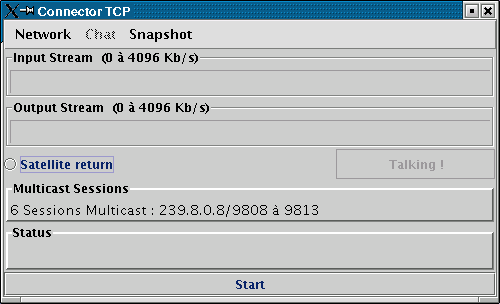 Connector TCP
Network Chat Snapshot
Input Stream (0 à 4096 Kb/s)
Output Stream (0 à 4096 Kb/s)
Satellite return Talking !
Multicast Sessions
6 Sessions Multicast : 239.8.0.8/9808 à 9813
Status
Start